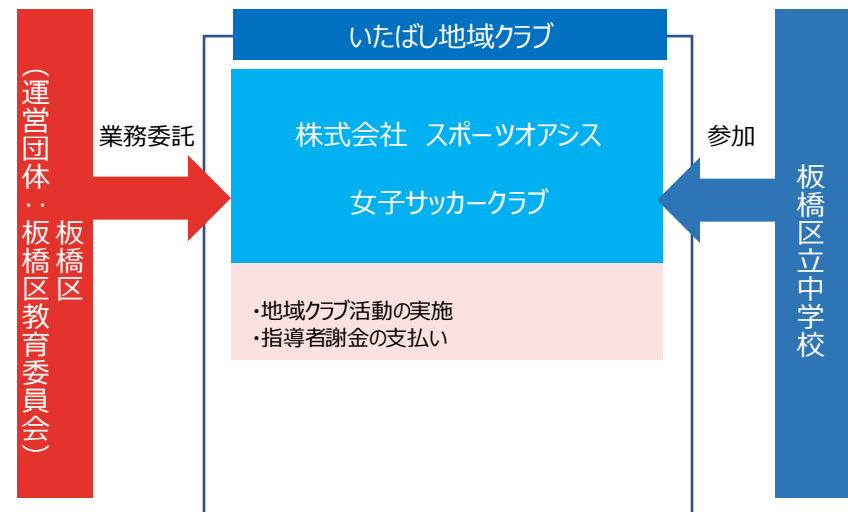 いたばし地域クラブ
板橋区
（運営団体：板橋区教育委員会）
業務委託
株式会社　スポーツオアシス
女子サッカークラブ
参加
板橋区立中学校
・地域クラブ活動の実施
・指導者謝金の支払い